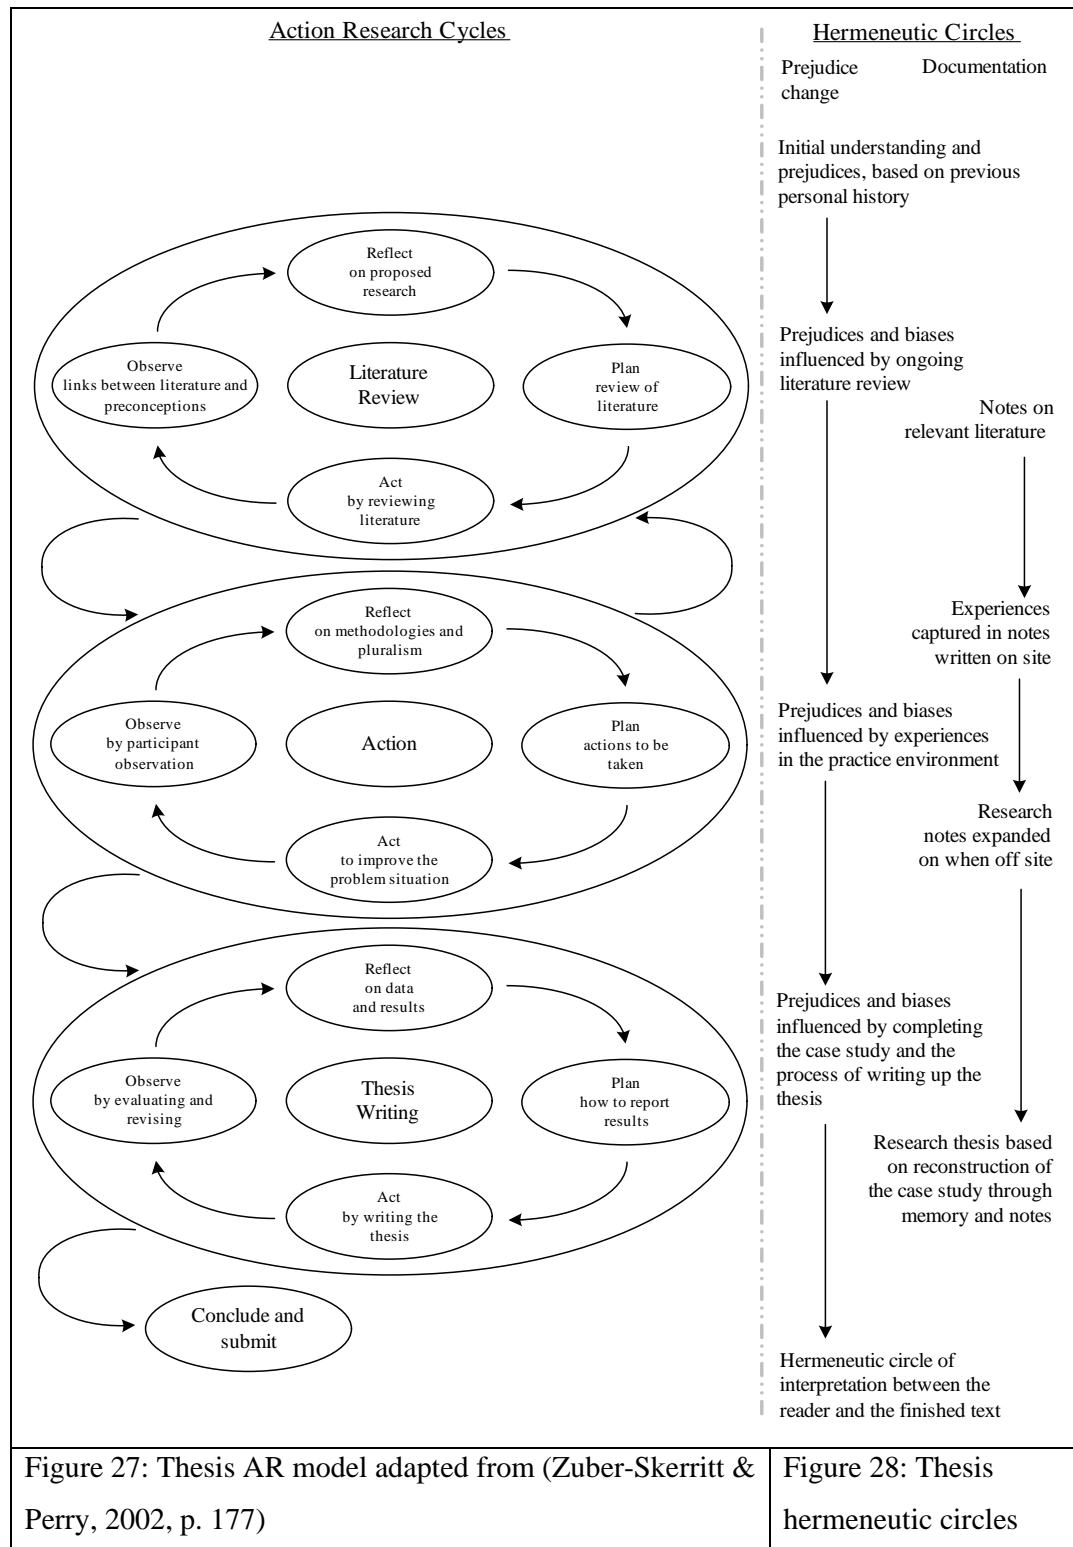 Action Research Cycles
Reflect
on proposed
research
Observe
links between literature and
preconceptions
Literature
Review
Plan
review of
literature
Act
by reviewing
literature
Reflect
on methodologies and
pluralism
Observe
by participant
observation
Action
Plan
actions to be
taken
Act
to improve the
problem situation
Reflect
on data
and results
Observe
by evaluating and
revising
Thesis
Writing
Plan
how to report
results
Act
by writing the
thesis
Conclude and
submit
Hermeneutic Circles
Prejudice
change
Documentation
Initial understanding and
prejudices, based on previous
personal history
Prejudices and biases
influenced by ongoing
literature review
Notes on
relevant literature
Experiences
captured in notes
written on site
Prejudices and biases
influenced by experiences
in the practice environment
Research
notes expanded
on when off site
Prejudices and biases
influenced by completing
the case study and the
process of writing up the
thesis
Research thesis based
on reconstruction of
the case study through
memory and notes
Hermeneutic circle of
interpretation between the
reader and the finished text
Figure 27: Thesis AR model adapted from (Zuber-Skerritt &
Perry, 2002, p. 177)
Figure 28: Thesis
hermeneutic circles